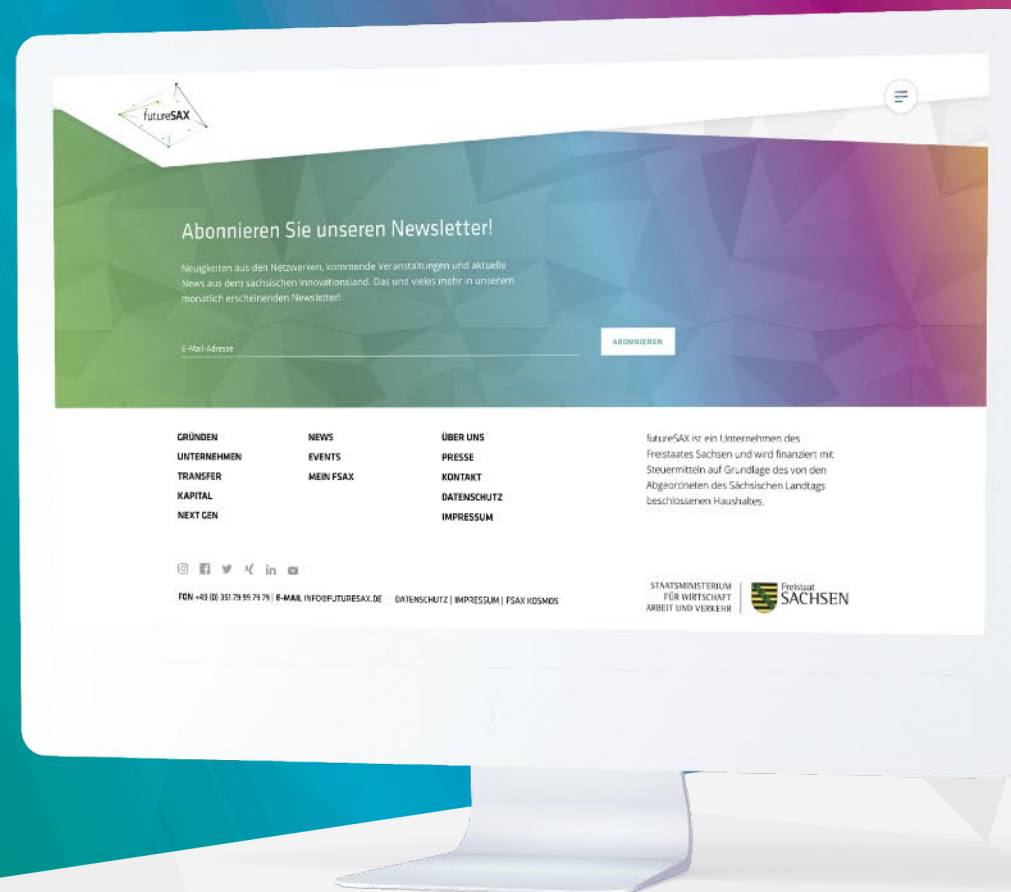 futureSAX
Abonnieren Sie unseren Newsletter!
Neuigkeiten aus den Netzwerken, kommende Veranstaltungen und aktuelle
News aus dem sächsischen Innovationsland. Das und vieles mehr in unserem
monatlich erscheinenden Newsletter!
E-Mail-Adresse
ABONNIEREN
GRÜNDEN
UNTERNEHMEN
TRANSFER
KAPITAL
NEXT GEN
NEWS
EVENTS
MEIN FSAX
ÜBER UNS
PRESSE
KONTAKT
DATENSCHUTZ
IMPRESSUM
futureSAX ist ein Unternehmen des
Freistaates Sachsen und wird finanziert mit
Steuermitteln auf Grundlage des von den
Abgeordneten des Sächsischen Landtags
beschlossenen Haushaltes.
FON +49 (0) 351 79 99 79 79 | E-MAIL INFO@FUTURESAX.DE DATENSCHUTZ | IMPRESSUM | FSAX KOSMOS
STAATSMINISTERIUM
FÜR WIRTSCHAFT
ARBEIT UND VERKEHR
Freistaat
SACHSEN